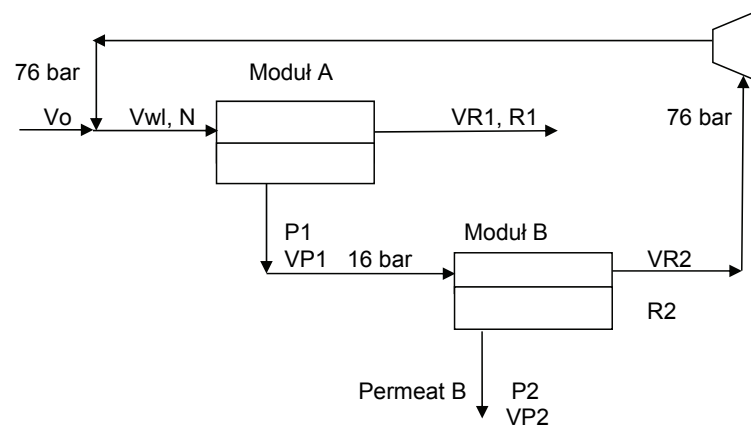 76 bar
Moduł A
Vo
Vwl, N
VR1, R1
76 bar
P1
VP1
16 bar
Moduł B
VR2
R2
Permeat B
P2
VP2